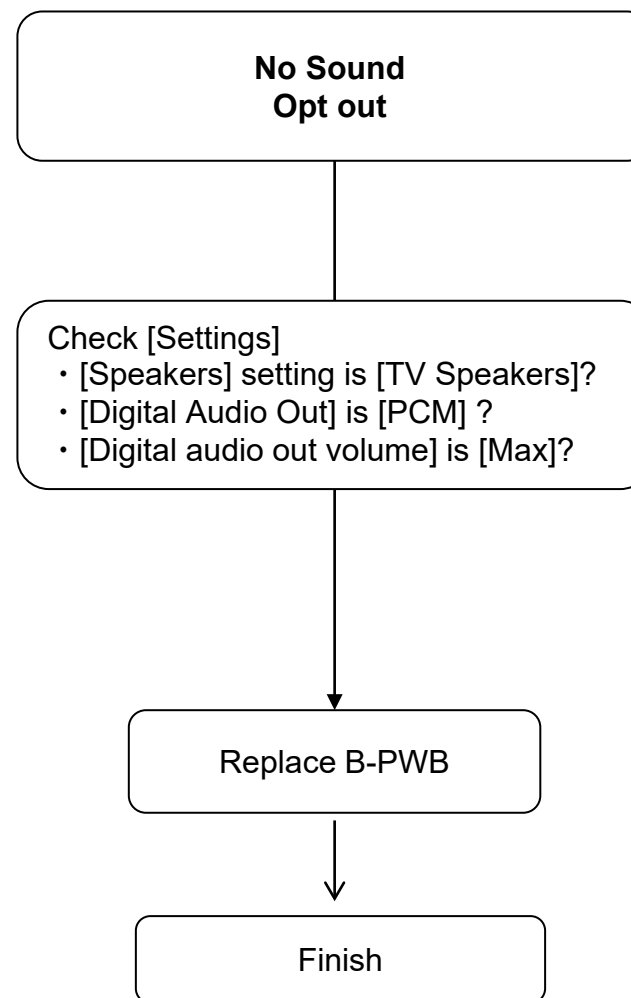 No Sound
Opt out
Check [Settings]
・[Speakers] setting is [TV Speakers]?
・[Digital Audio Out] is [PCM] ?
・[Digital audio out volume] is [Max]?
Replace B-PWB
Finish